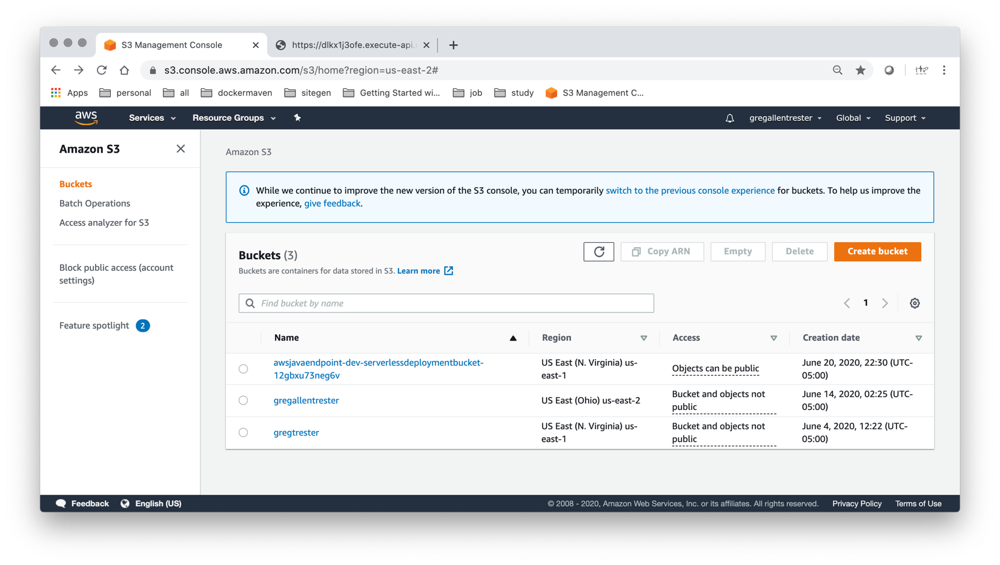 S3 Management Console
https://dlkx1j3ofe.execute-api.
s3.console.aws.amazon.com/s3/home?region=us-east-2#
Apps personal all dockermaven sitegen Getting Started wi... job study S3 Management C...
aws Services Resource Groups gregallentrester Global Support
Amazon S3
Buckets
Batch Operations
Access analyzer for S3
Block public access (account
settings)
Feature spotlight 2
Amazon S3
While we continue to improve the new version of the S3 console, you can temporarily switch to the previous console experience for buckets. To help us improve the
experience, give feedback.
Buckets (3)
Copy ARN Empty Delete Create bucket
Buckets are containers for data stored in S3. Learn more
Find bucket by name
1
Name Region Access Creation date
awsjavaendpoint-dev-serverlessdeploymentbucket-
12gbxu73neg6v
US East (N. Virginia) us-
east-1
Objects can be public
June 20, 2020, 22:30 (UTC-
05:00)
gregallentrester
US East (Ohio) us-east-2
Bucket and objects not
public
June 14, 2020, 02:25 (UTC-
05:00)
gregtrester
US East (N. Virginia) us-
east-1
Bucket and objects not
public
June 4, 2020, 12:22 (UTC-
05:00)
Feedback English (US) © 2008 - 2020, Amazon Web Services, Inc. or its affiliates. All rights reserved. Privacy Policy Terms of Use